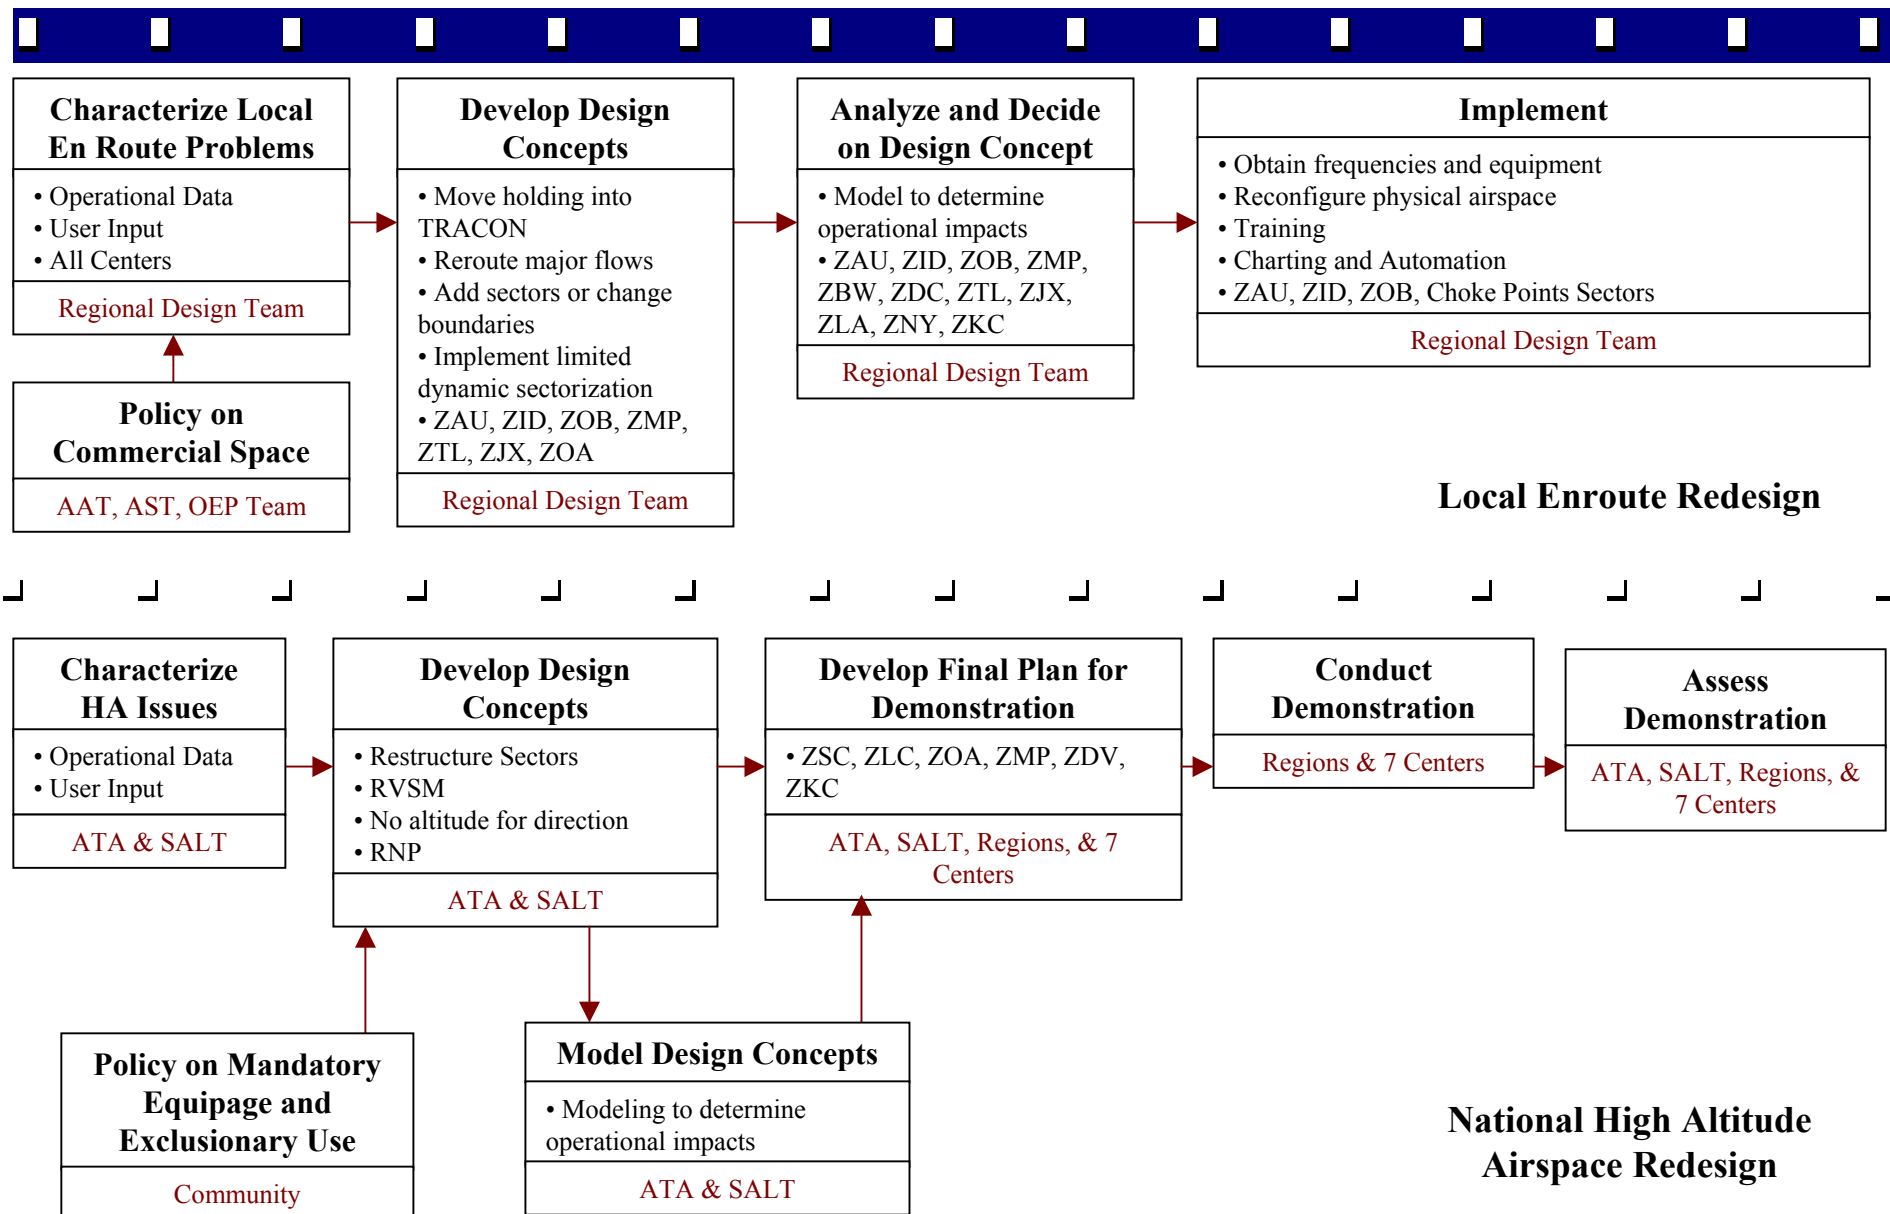 Characterize Local
En Route Problems
• Operational Data
• User Input
• All Centers
Regional Design Team
Policy on
Commercial Space
AAT, AST, OEP Team
Develop Design
Concepts
• Move holding into
TRACON
• Reroute major flows
• Add sectors or change
boundaries
• Implement limited
dynamic sectorization
• ZAU, ZID, ZOB, ZMP,
ZTL, ZJX, ZOA
Regional Design Team
Analyze and Decide
on Design Concept
• Model to determine
operational impacts
• ZAU, ZID, ZOB, ZMP,
ZBW, ZDC, ZTL, ZJX,
ZLA, ZNY, ZKC
Regional Design Team
Implement
• Obtain frequencies and equipment
• Reconfigure physical airspace
• Training
• Charting and Automation
• ZAU, ZID, ZOB, Choke Points Sectors
Regional Design Team
Local Enroute Redesign
Characterize
HA Issues
• Operational Data
• User Input
ATA & SALT
Develop Design
Concepts
• Restructure Sectors
• RVSM
• No altitude for direction
• RNP
ATA & SALT
Develop Final Plan for
Demonstration
• ZSC, ZLC, ZOA, ZMP, ZDV,
ZKC
ATA, SALT, Regions, & 7
Centers
Conduct
Demonstration
Regions & 7 Centers
Assess
Demonstration
ATA, SALT, Regions, &
7 Centers
Policy on Mandatory
Equipage and
Exclusionary Use
Community
Model Design Concepts
• Modeling to determine
operational impacts
ATA & SALT
National High Altitude
Airspace Redesign